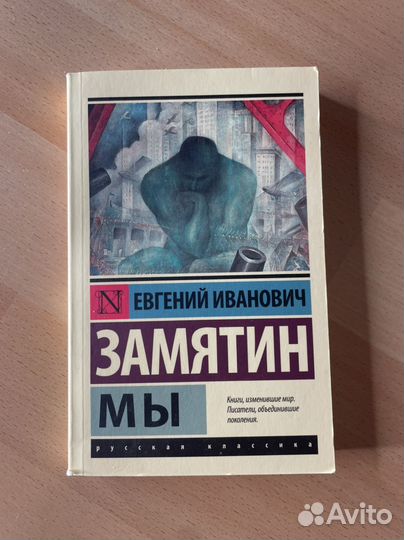 N
ЕВГЕНИЙ ИВАНОВИЧ
ЗАМЯТИН
МЫ
Книги, изменившие мир.
Писатели, объединившие
поколения.
русская классика
Avito